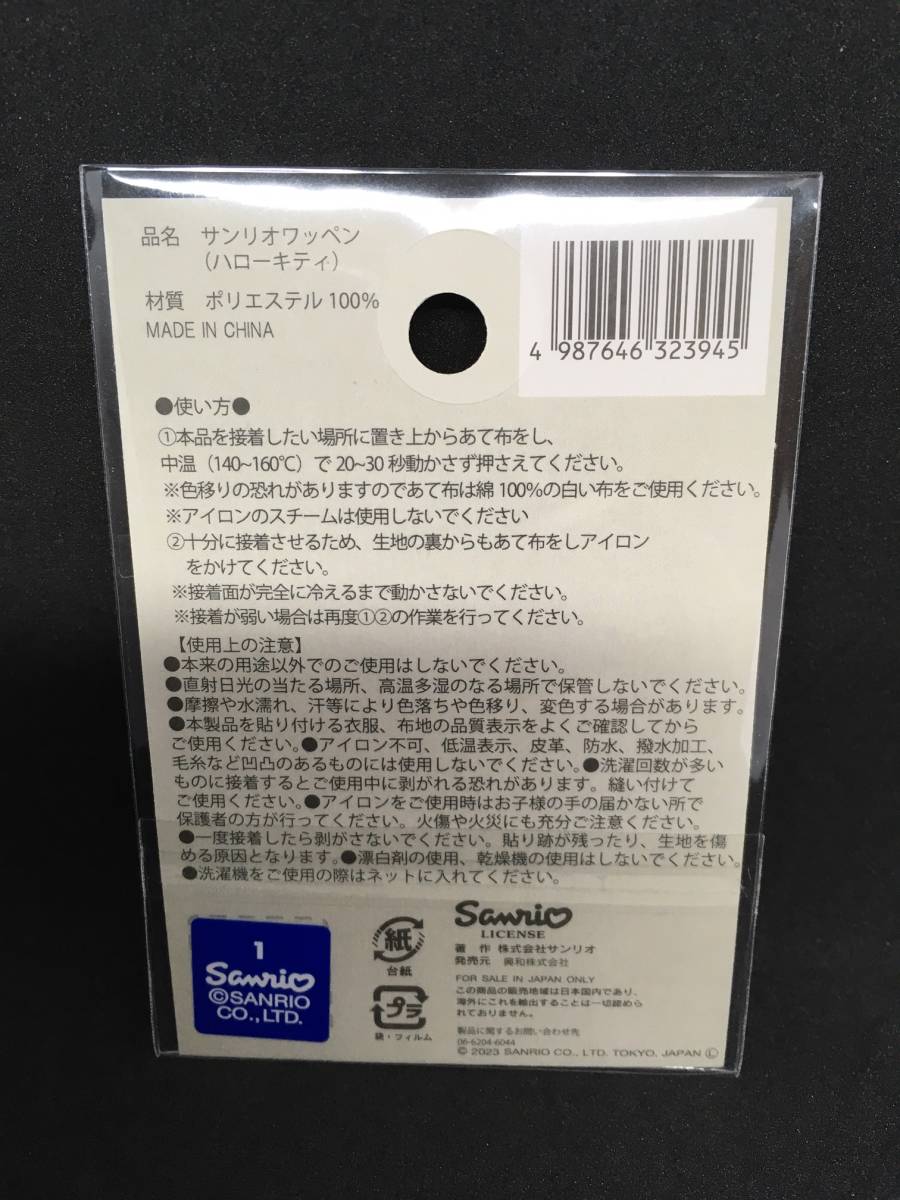 品名 サンリオワッペン
（ハローキティ）
材質 ポリエステル 100%
MADE IN CHINA
4 987646 323945
●使い方●
①本品を接着したい場所に置き上からあて布をし、
中温（140~160℃）で 20~30 秒動かさず押さえてください。
※色移りの恐れがありますのであて布は綿 100%の白い布をご使用ください。
※アイロンのスチームは使用しないでください
②十分に接着させるため、生地の裏からもあて布をしアイロン
をかけてください。
※接着面が完全に冷えるまで動かさないでください。
※接着が弱い場合は再度①②の作業を行ってください。
【使用上の注意】
●本来の用途以外でのご使用はしないでください。
●直射日光の当たる場所、高温多湿のなる場所で保管しないでください。
●摩擦や水濡れ、汗等により色落ちや色移り、変色する場合があります。
●本製品を貼り付ける衣服、布地の品質表示をよくご確認してから
ご使用ください。●アイロン不可、低温表示、皮革、防水、撥水加工、
毛糸など凹凸のあるものには使用しないでください。●洗濯回数が多い
ものに接着するとご使用中に剥がれる恐れがあります。縫い付けて
ご使用ください。●アイロンをご使用時はお子様の手の届かない所で
保護者の方が行ってください。火傷や火災にも充分ご注意ください。
●一度接着したら剥がさないでください。貼り跡が残ったり、生地を傷
める原因となります。●漂白剤の使用、乾燥機の使用はしないでください。
●洗濯機をご使用の際はネットに入れてください。
1
Sanrio
©SANRIO
CO.,LTD.
紙
台紙
プラ
袋・フィルム
Sanrio
LICENSE
著 作 株式会社サンリオ
発売元 興和株式会社
FOR SALE IN JAPAN ONLY
この商品の販売地域は日本国内であり、
海外にこれを輸出することは一切認めら
れておりません。
製品に関するお問い合わせ先
06-6204-6044
© 2023 SANRIO CO., LTD. TOKYO, JAPAN Ⓛ